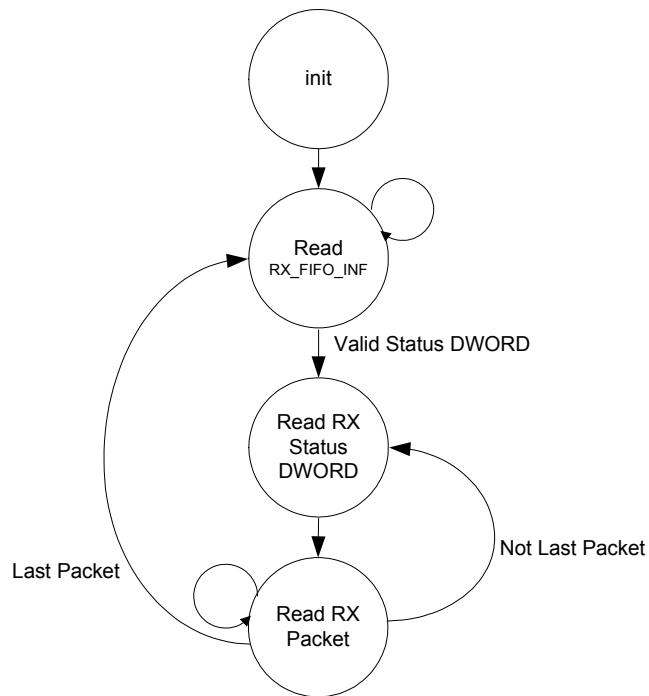 init
Read
RX_FIFO_INF
Valid Status DWORD
Read RX
Status
DWORD
Not Last Packet
Last Packet
Read RX
Packet